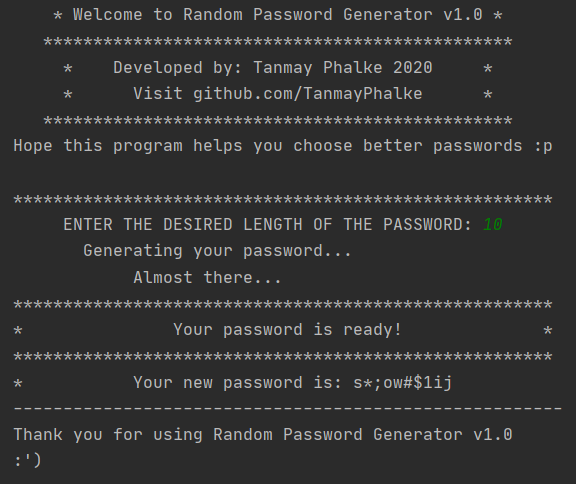 * Welcome to Random Password Generator v1.0 *
***********************************************
*    Developed by: Tanmay Phalke 2020     *
*      Visit github.com/TanmayPhalke      *
***********************************************
Hope this program helps you choose better passwords :p
******************************************************
ENTER THE DESIRED LENGTH OF THE PASSWORD: 10
Generating your password...
Almost there...
******************************************************
*               Your password is ready!              *
******************************************************
*           Your new password is: s*;ow#$1ij
-------------------------------------------------------
Thank you for using Random Password Generator v1.0
:')